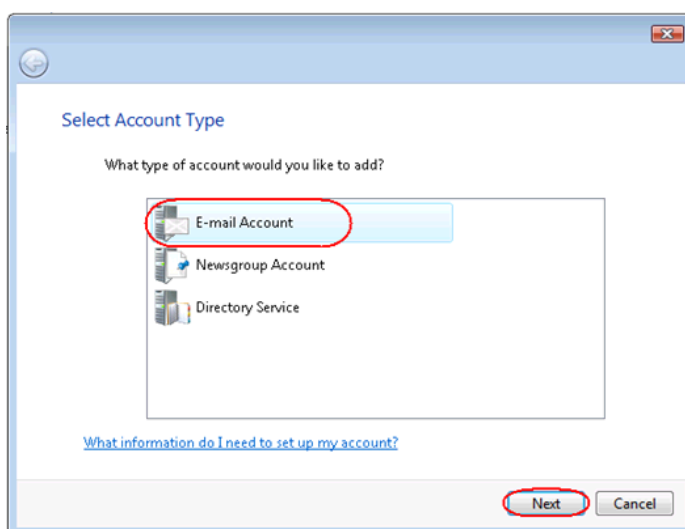 Select Account Type
What type of account would you like to add?
E-mail Account
Newsgroup Account
Directory Service
What information do I need to set up my account?
Next
Cancel